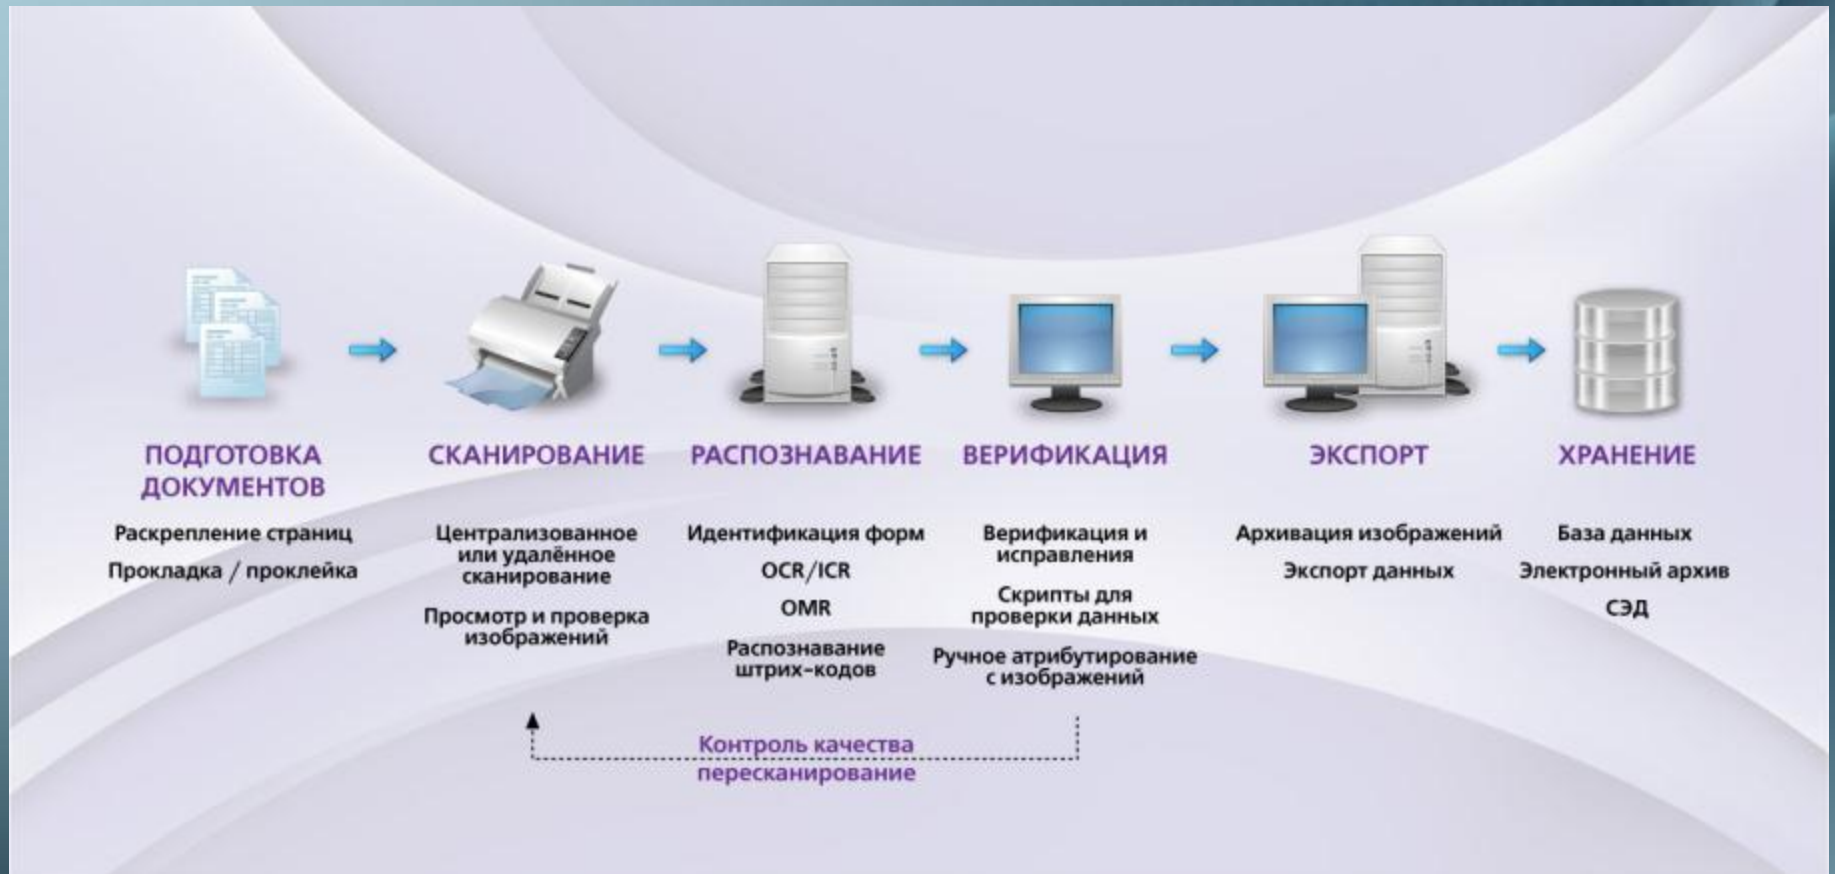 ПОДГОТОВКА
ДОКУМЕНТОВ
Раскрепление страниц
Прокладка / проклейка
СКАНИРОВАНИЕ
Централизованное
или удалённое
сканирование
Просмотр и проверка
изображений
РАСПОЗНАВАНИЕ
Идентификация форм
OCR/ICR
OMR
Распознавание
штрих-кодов
ВЕРИФИКАЦИЯ
Верификация и
исправления
Скрипты для
проверки данных
Ручное атрибутирование
с изображений
ЭКСПОРТ
Архивация изображений
Экспорт данных
ХРАНЕНИЕ
База данных
Электронный архив
СЭД
Контроль качества
пересканирование